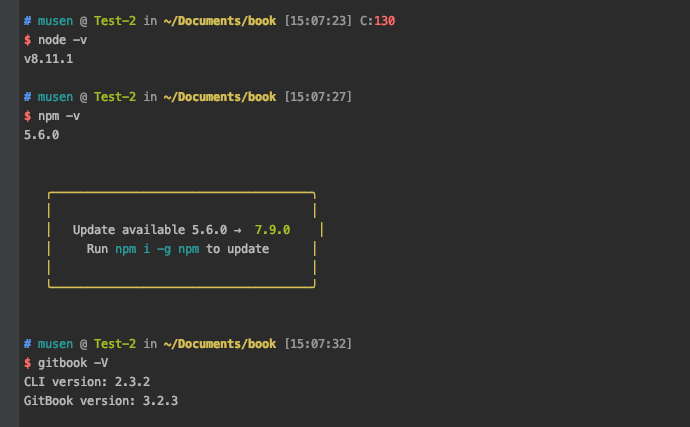 # musen @ Test-2 in ~/Documents/book [15:07:23] C:130
$ node -v
v8.11.1
# musen @ Test-2 in ~/Documents/book [15:07:27]
$ npm -v
5.6.0
Update available 5.6.0 → 7.9.0
Run npm i -g npm to update
# musen @ Test-2 in ~/Documents/book [15:07:32]
$ gitbook -V
CLI version: 2.3.2
GitBook version: 3.2.3